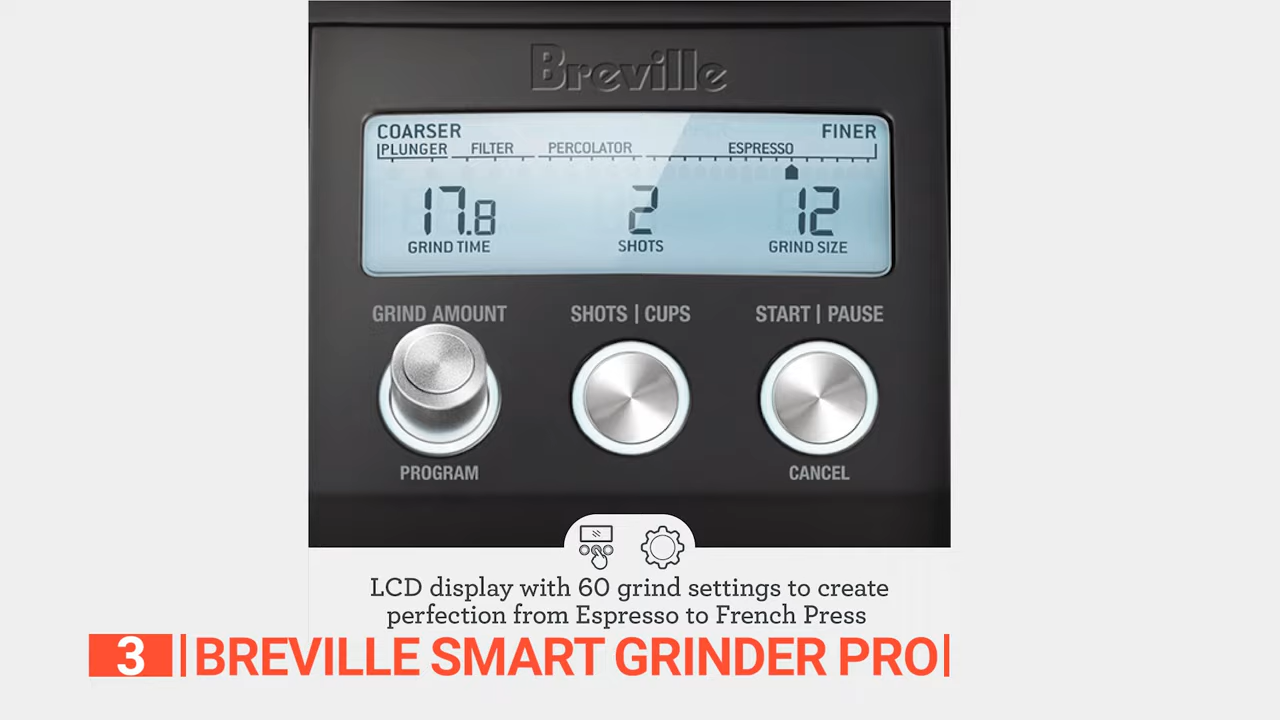 Breville
COARSER FINER
PLUNGER FILTER PERCOLATOR ESPRESSO
17.8 2 12
GRIND TIME SHOTS GRIND SIZE
GRIND AMOUNT SHOTS | CUPS START | PAUSE
PROGRAM CANCEL
LCD display with 60 grind settings to create
perfection from Espresso to French Press
3 BREVILLE SMART GRINDER PRO